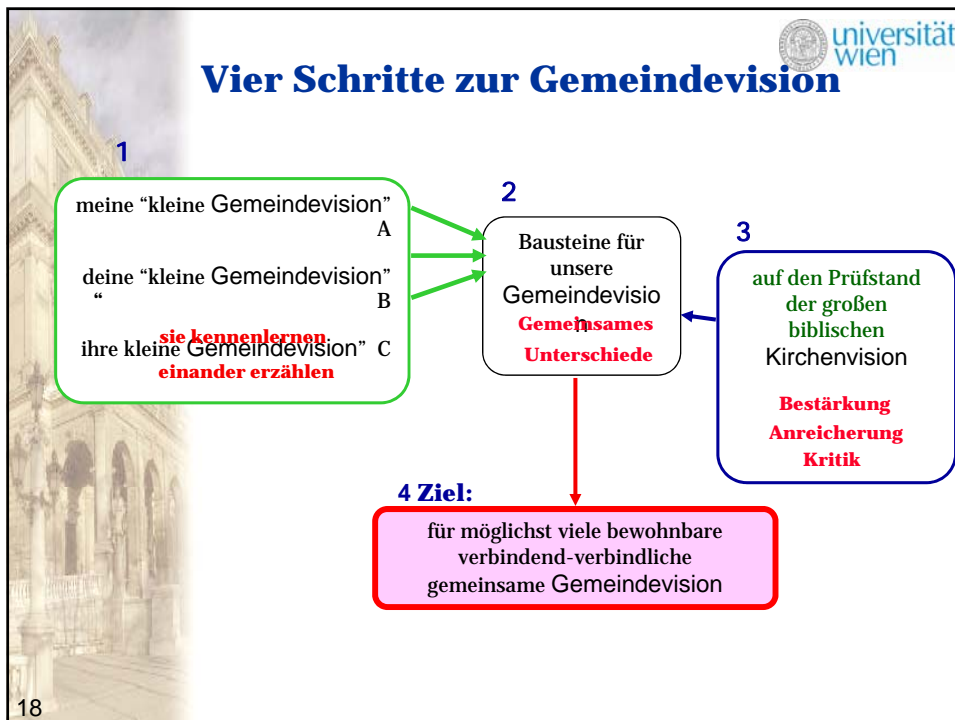 universität
wien
Vier Schritte zur Gemeindevision
1
meine “kleine Gemeindevision”
A
deine “kleine Gemeindevision”
“ B
sie kennenlernen
ihre kleine Gemeindevision” C
einander erzählen
2
Bausteine für
unsere
Gemeindevisio
n
Gemeinsames
Unterschiede
3
auf den Prüfstand
der großen
biblischen
Kirchenvision
Bestärkung
Anreicherung
Kritik
4 Ziel:
für möglichst viele bewohnbare
verbindend-verbindliche
gemeinsame Gemeindevision
18